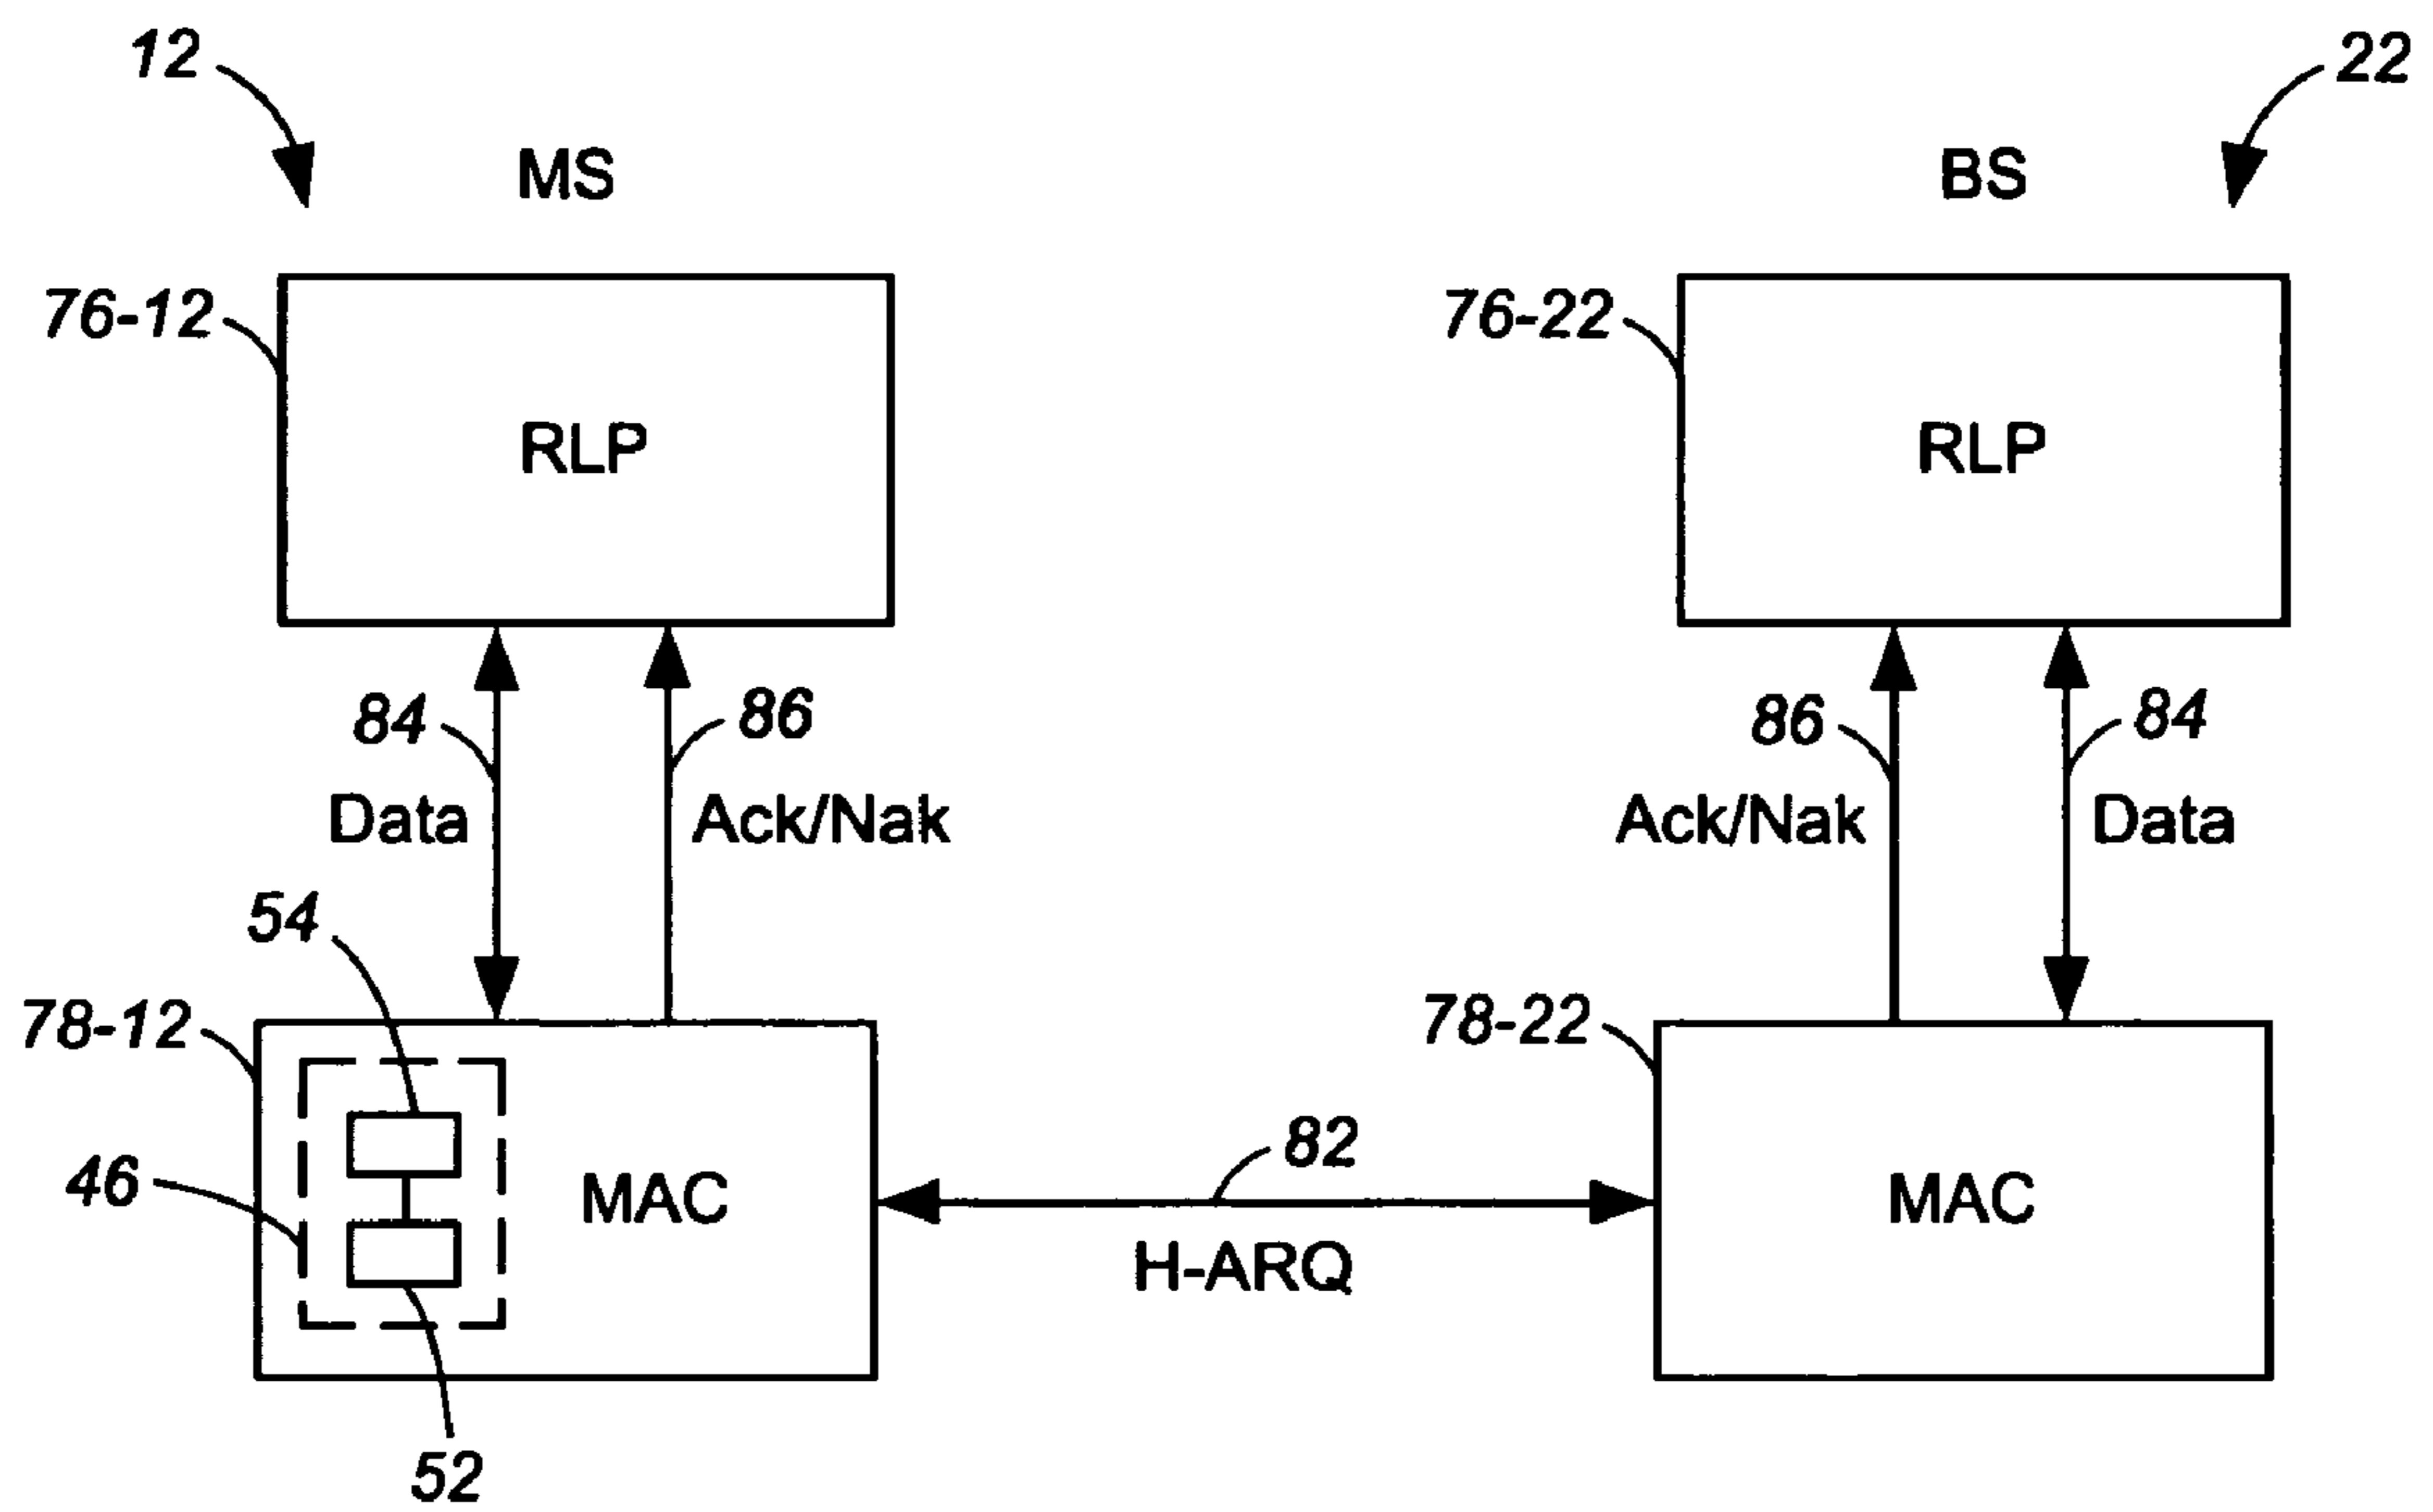 12
22
MS
BS
76-12
76-22
RLP
RLP
84
86
86
84
Data
Ack/Nak
Ack/Nak
Data
54
78-12
78-22
82
46
MAC
MAC
H-ARQ
52